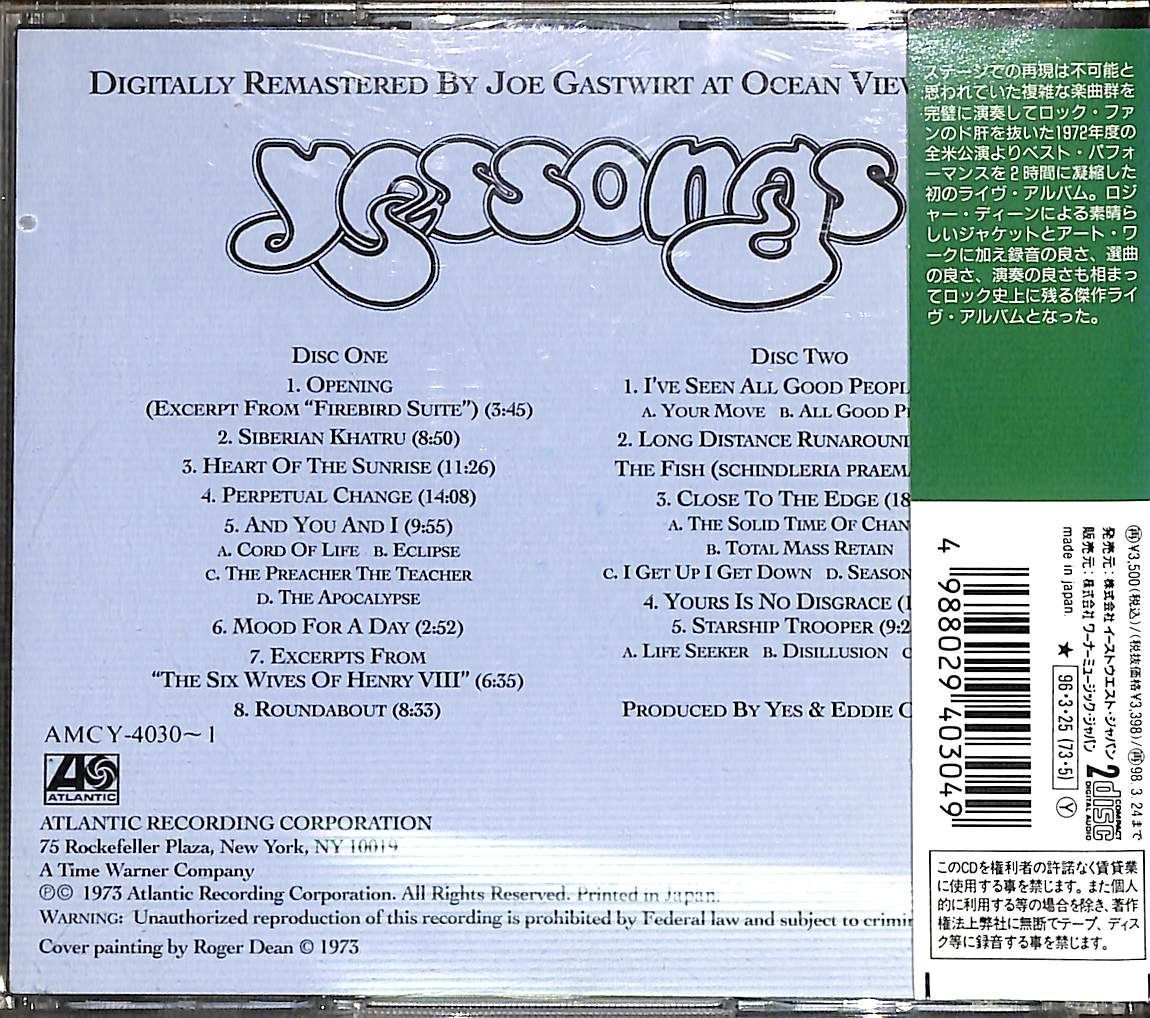 DIGITALLY REMASTERED BY JOE GASTWIRT AT OCEAN VIEW
yessongs
DISC ONE
1. OPENING
(EXCERPT FROM “FIREBIRD SUITE”) (3:45)
2. SIBERIAN KHATRU (8:50)
3. HEART OF THE SUNRISE (11:26)
4. PERPETUAL CHANGE (14:08)
5. AND YOU AND I (9:55)
A. CORD OF LIFE B. ECLIPSE
C. THE PREACHER THE TEACHER
D. THE APOCALYPSE
6. MOOD FOR A DAY (2:52)
7. EXCERPTS FROM
“THE SIX WIVES OF HENRY VIII” (6:35)
8. ROUNDABOUT (8:33)
DISC TWO
1. I'VE SEEN ALL GOOD PEOPL
A. YOUR MOVE B. ALL GOOD P
2. LONG DISTANCE RUNAROUND
THE FISH (SCHINDLERIA PRAEMA
3. CLOSE TO THE EDGE (18
A. THE SOLID TIME OF CHAN
B. TOTAL MASS RETAIN
C. I GET UP I GET DOWN D. SEASON
4. YOURS IS NO DISGRACE (1
5. STARSHIP TROOPER (9:2
A. LIFE SEEKER B. DISILLUSION C
PRODUCED BY YES & EDDIE O
AMCY-4030~1
ATLANTIC
ATLANTIC RECORDING CORPORATION
75 Rockefeller Plaza, New York, NY 10019
A Time Warner Company
℗© 1973 Atlantic Recording Corporation. All Rights Reserved. Printed in Japan.
WARNING: Unauthorized reproduction of this recording is prohibited by Federal law and subject to crimin
Cover painting by Roger Dean © 1973
ステージでの再現は不可能と
思われていた複雑な楽曲群を
完璧に演奏してロック・ファ
ンのド肝を抜いた1972年度の
全米公演よりベスト・パフォ
ーマンスを2時間に凝縮した
初のライヴ・アルバム。ロジ
ャー・ディーンによる素晴ら
しいジャケットとアート・ワ
ークに加え録音の良さ、選曲
の良さ、演奏の良さも相まっ
てロック史上に残る傑作ライ
ヴ・アルバムとなった。
㊞¥3,500(税込)/(税抜価格¥3,398)/㊞98.3.24まで
発売元：株式会社 イーストウエスト・ジャパン
販売元：株式会社 ワーナーミュージック・ジャパン
made in japan
★ 96・3・25 (73・5) Ⓨ
2 COMPACT disc DIGITAL AUDIO
4 988029 403049
このCDを権利者の許諾なく賃貸業
に使用する事を禁じます。また個人
的に利用する等の場合を除き、著作
権法上弊社に無断でテープ、ディス
ク等に録音する事を禁じます。